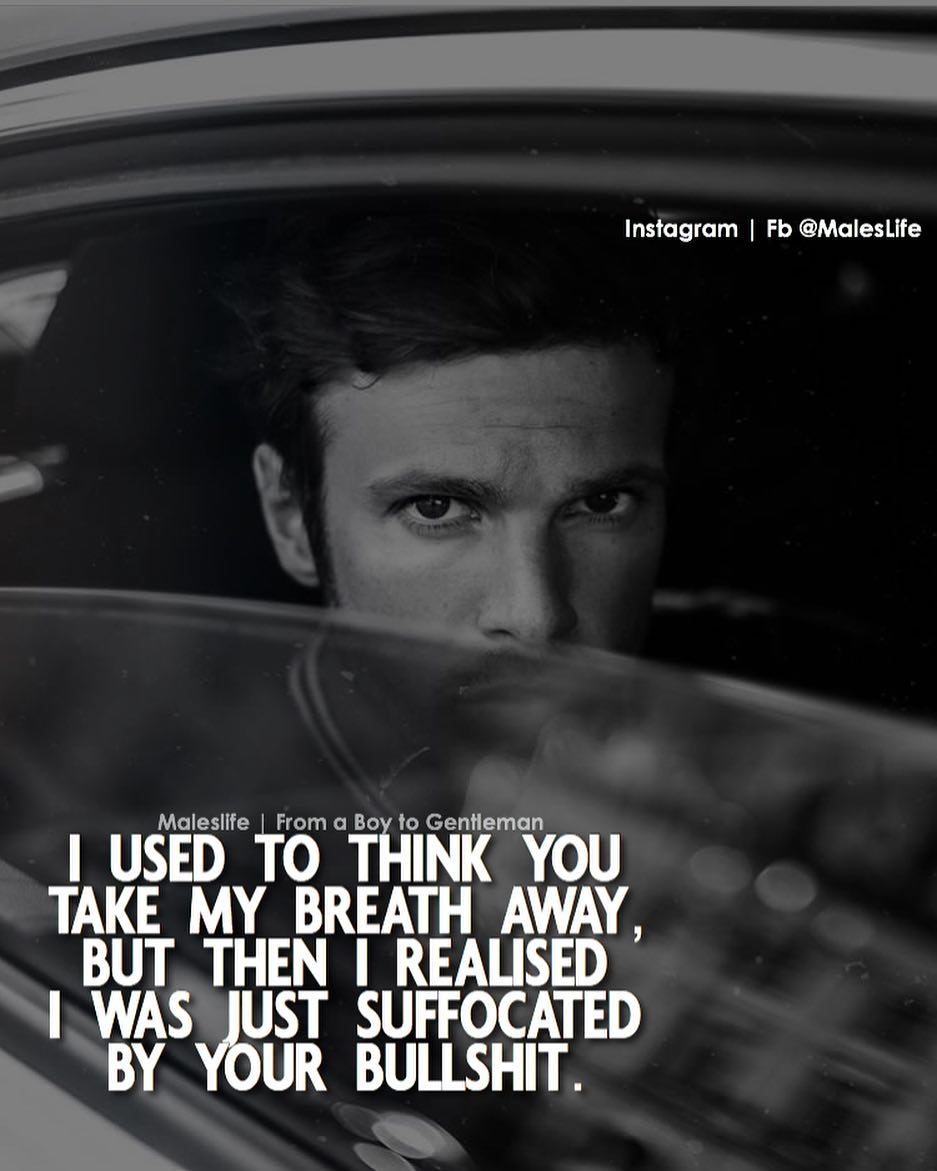 Instagram | Fb @MalesLife
Maleslife | From a Boy to Gentleman
I USED TO THINK YOU
TAKE MY BREATH AWAY,
BUT THEN I REALISED
I WAS JUST SUFFOCATED
BY YOUR BULLSHIT.